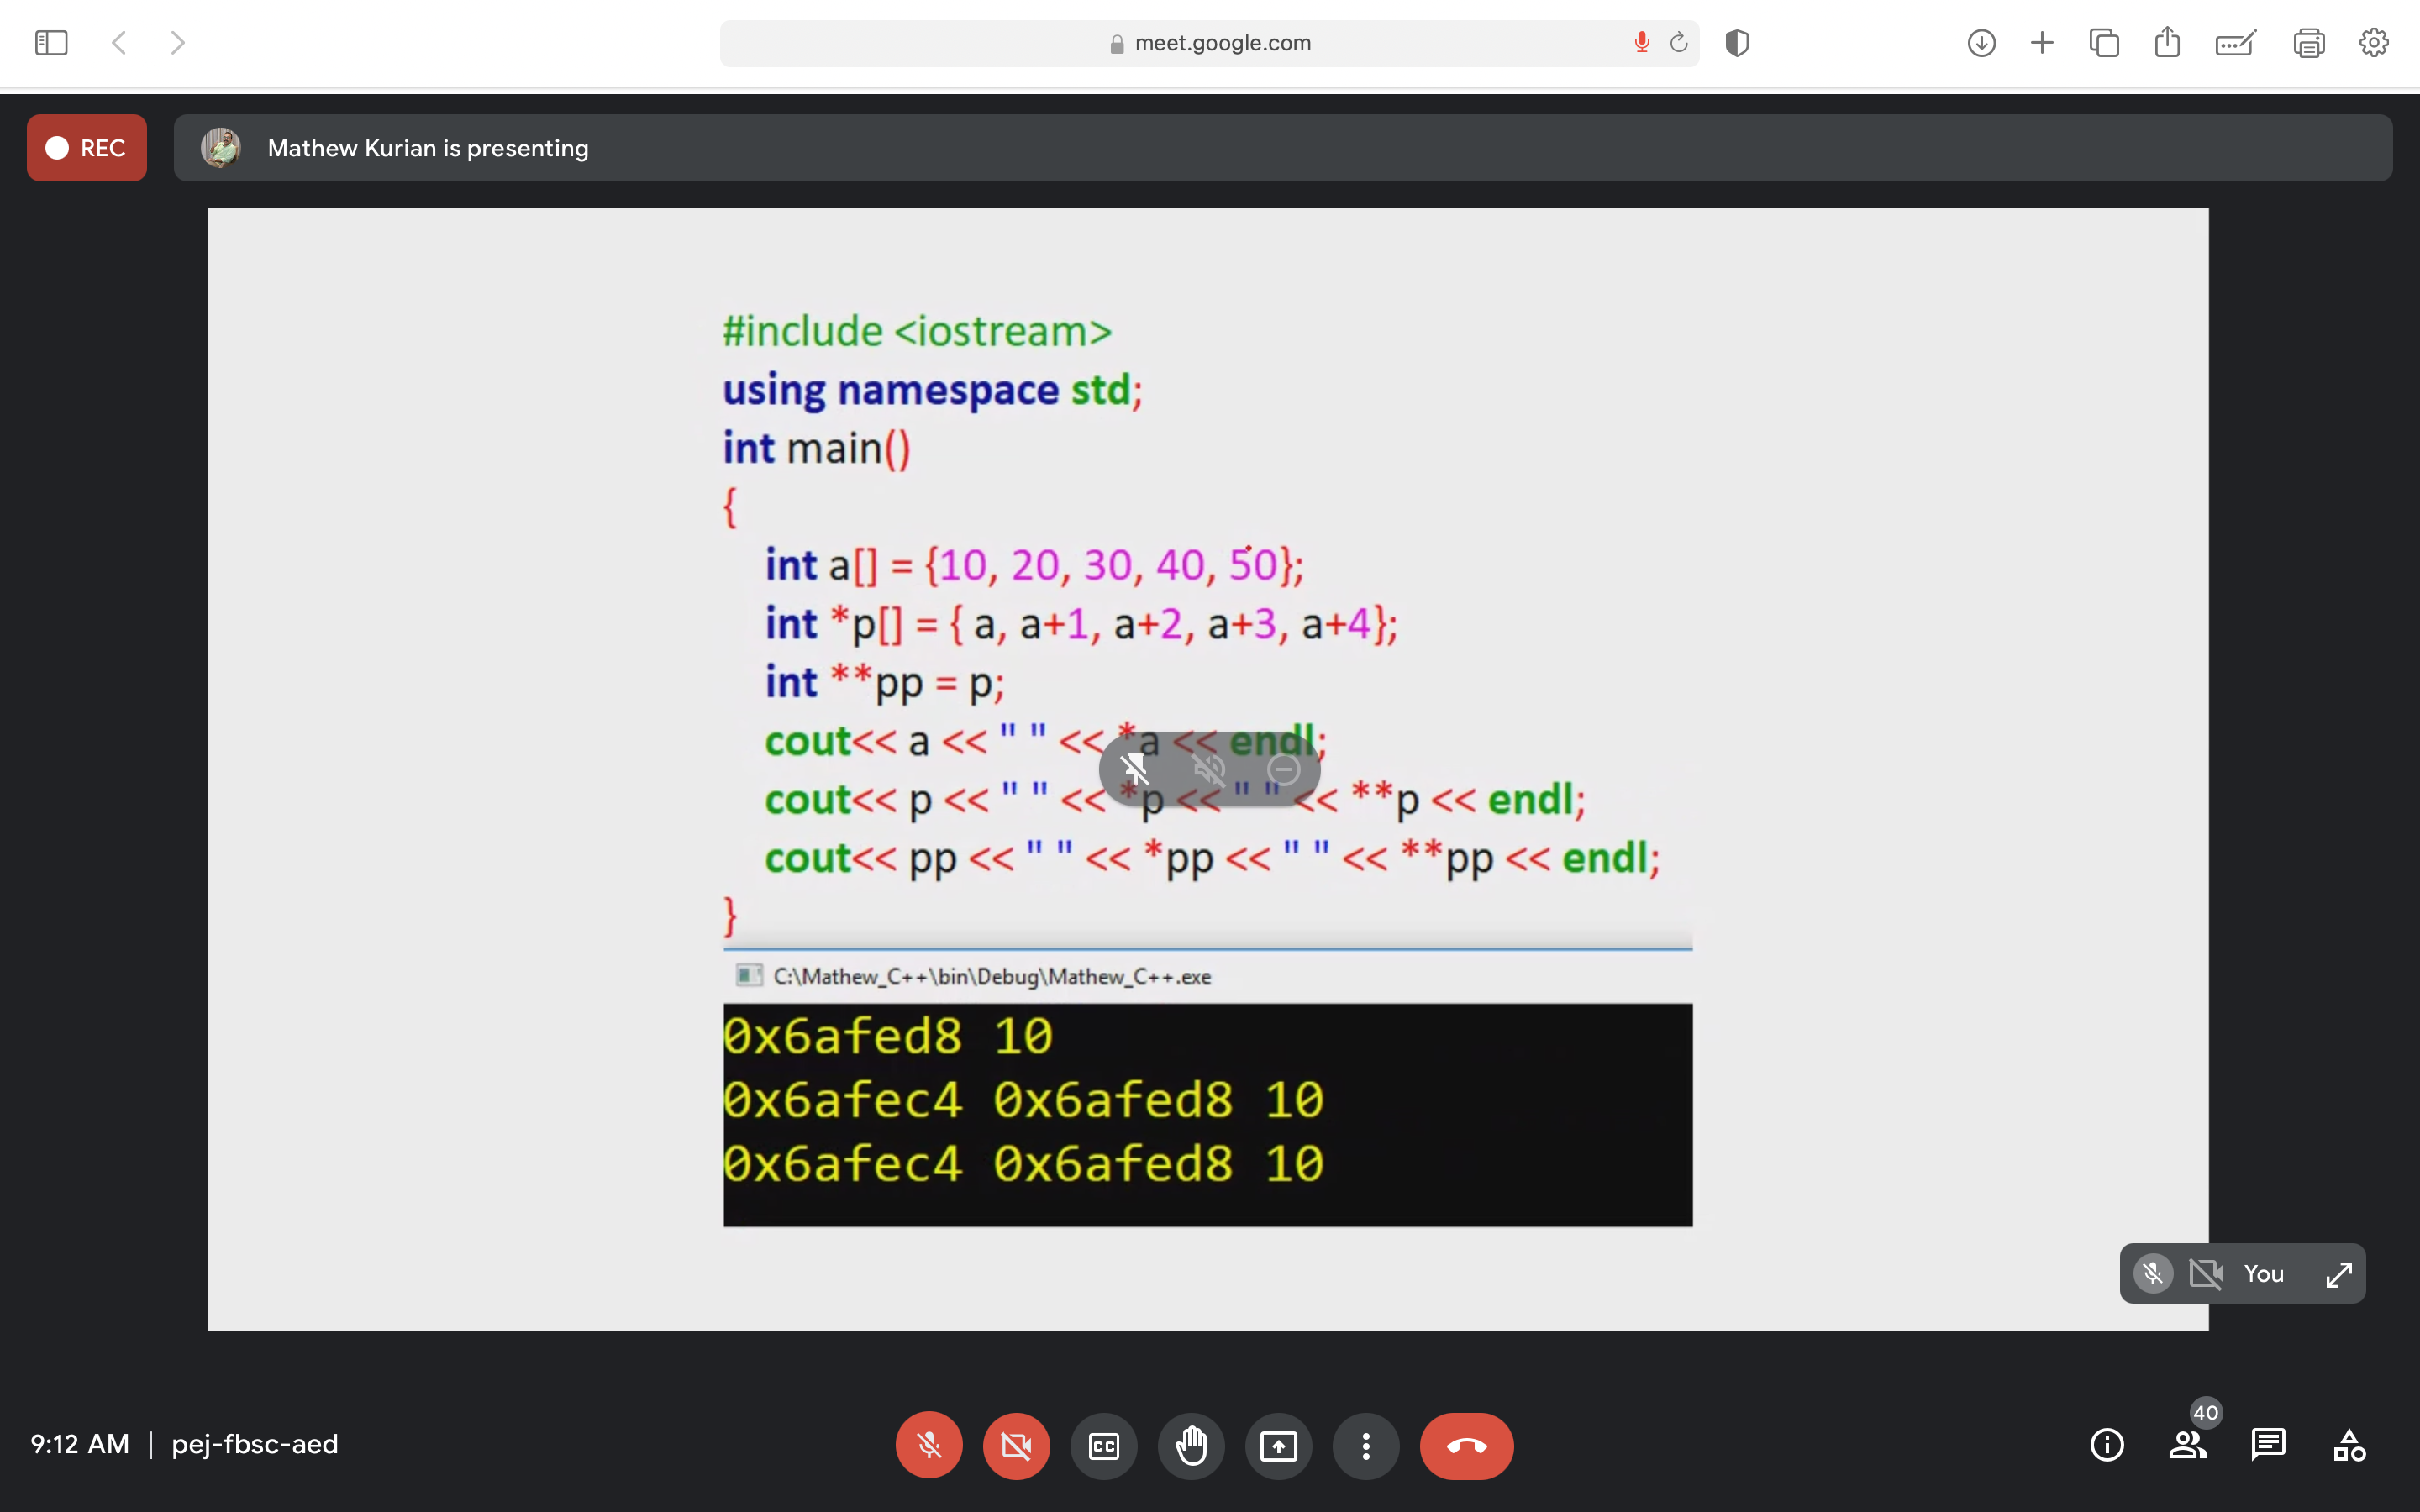 meet.google.com
REC
Mathew Kurian is presenting
#include <iostream>
using namespace std;
int main()
{
int a[] = {10, 20, 30, 40, 50};
int *p[] = { a, a+1, a+2, a+3, a+4};
int **pp = p;
cout<< a << " " << *a << endl;
cout<< p << " " << *p << " " << **p << endl;
cout<< pp << " " << *pp << " " << **pp << endl;
}
C:\Mathew_C++\bin\Debug\Mathew_C++.exe
0x6afed8 10
0x6afec4 0x6afed8 10
0x6afec4 0x6afed8 10
You
9:12 AM | pej-fbsc-aed
CC
40